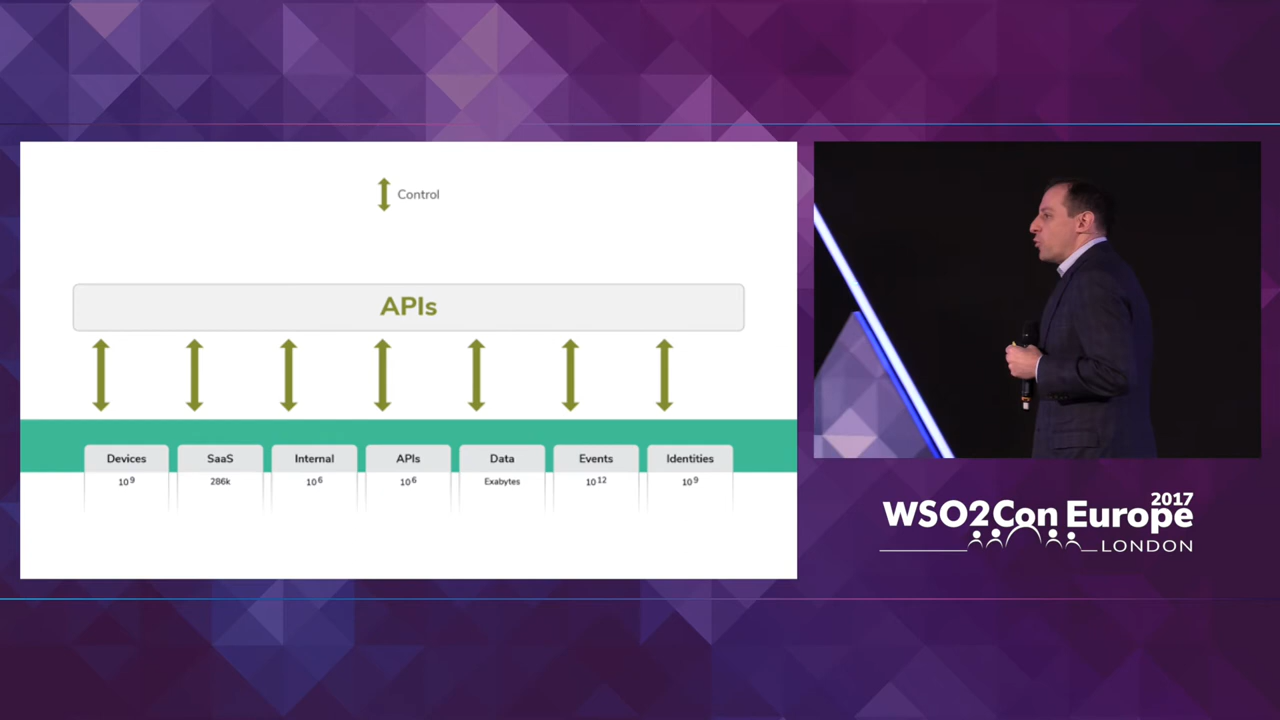 Control
APIs
Devices SaaS Internal APIs Data Events Identities
10⁹ 286k 10⁶ 10⁶ Exabytes 10¹² 10⁹
2017
WSO2Con Europe
LONDON